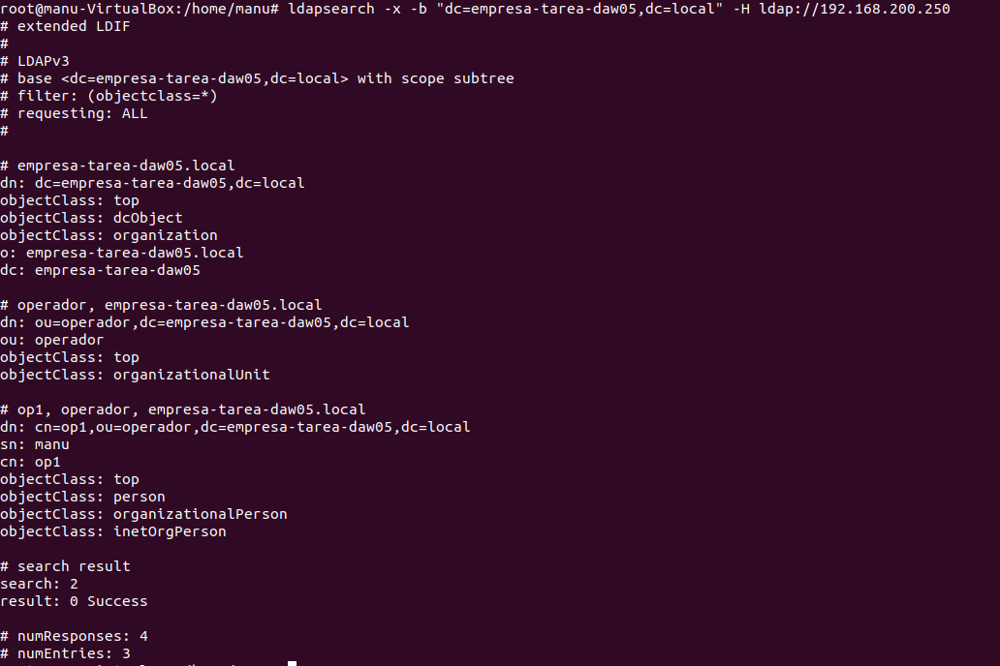 root@manu-VirtualBox:/home/manu# ldapsearch -x -b "dc=empresa-tarea-daw05,dc=local" -H ldap://192.168.200.250
# extended LDIF
#
# LDAPv3
# base <dc=empresa-tarea-daw05,dc=local> with scope subtree
# filter: (objectclass=*)
# requesting: ALL
#

# empresa-tarea-daw05.local
dn: dc=empresa-tarea-daw05,dc=local
objectClass: top
objectClass: dcObject
objectClass: organization
o: empresa-tarea-daw05.local
dc: empresa-tarea-daw05

# operador, empresa-tarea-daw05.local
dn: ou=operador,dc=empresa-tarea-daw05,dc=local
ou: operador
objectClass: top
objectClass: organizationalUnit

# op1, operador, empresa-tarea-daw05.local
dn: cn=op1,ou=operador,dc=empresa-tarea-daw05,dc=local
sn: manu
cn: op1
objectClass: top
objectClass: person
objectClass: organizationalPerson
objectClass: inetOrgPerson

# search result
search: 2
result: 0 Success

# numResponses: 4
# numEntries: 3